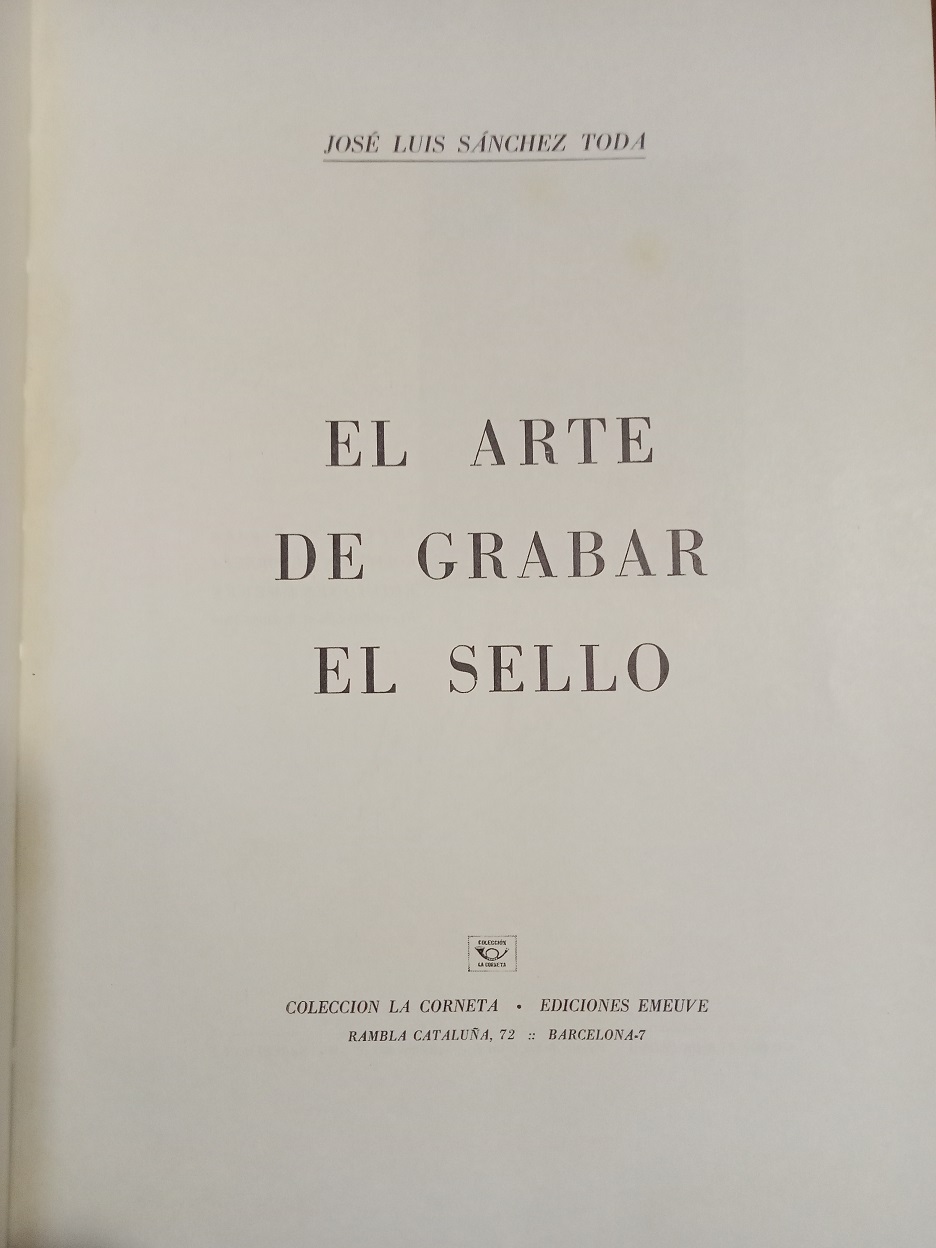 JOSÉ LUIS SÁNCHEZ TODA
EL ARTE
DE GRABAR
EL SELLO
COLECCIÓN
LA CORNETA
COLECCION LA CORNETA • EDICIONES EMEUVE
RAMBLA CATALUÑA, 72 :: BARCELONA-7